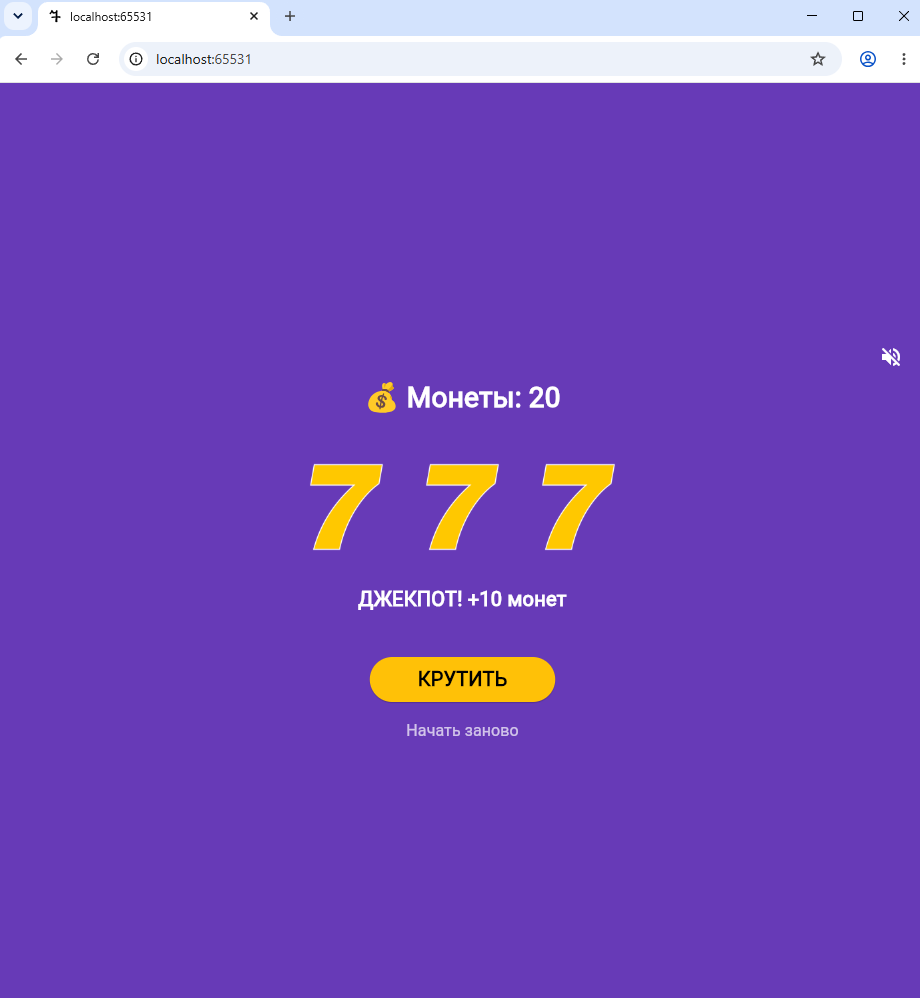 localhost:65531
localhost:65531
💰 Монеты: 20
7 7 7
ДЖЕКПОТ! +10 монет
КРУТИТЬ
Начать заново